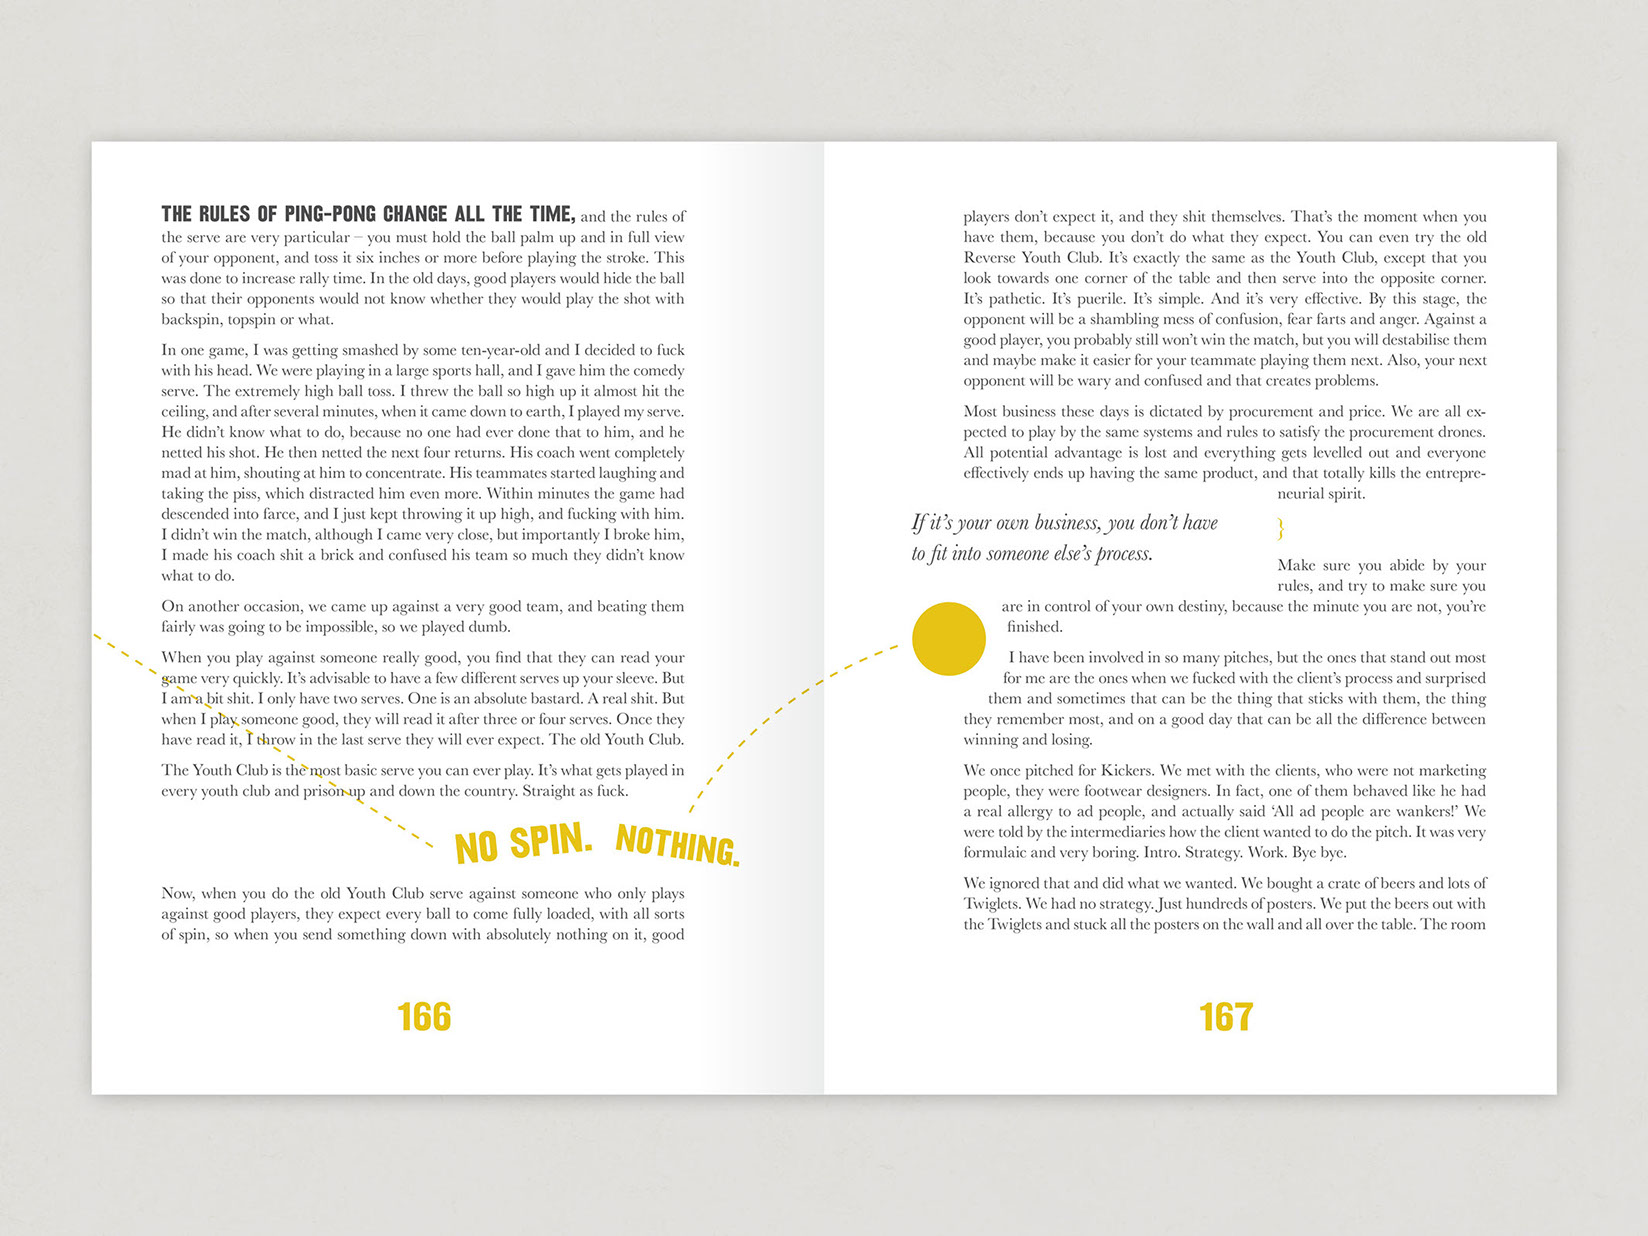 THE RULES OF PING-PONG CHANGE ALL THE TIME, and the rules of
the serve are very particular – you must hold the ball palm up and in full view
of your opponent, and toss it six inches or more before playing the stroke. This
was done to increase rally time. In the old days, good players would hide the ball
so that their opponents would not know whether they would play the shot with
backspin, topspin or what.
In one game, I was getting smashed by some ten-year-old and I decided to fuck
with his head. We were playing in a large sports hall, and I gave him the comedy
serve. The extremely high ball toss. I threw the ball so high up it almost hit the
ceiling, and after several minutes, when it came down to earth, I played my serve.
He didn’t know what to do, because no one had ever done that to him, and he
netted his shot. He then netted the next four returns. His coach went completely
mad at him, shouting at him to concentrate. His teammates started laughing and
taking the piss, which distracted him even more. Within minutes the game had
descended into farce, and I just kept throwing it up high, and fucking with him.
I didn’t win the match, although I came very close, but importantly I broke him,
I made his coach shit a brick and confused his team so much they didn’t know
what to do.
On another occasion, we came up against a very good team, and beating them
fairly was going to be impossible, so we played dumb.
When you play against someone really good, you find that they can read your
game very quickly. It’s advisable to have a few different serves up your sleeve. But
I am a bit shit. I only have two serves. One is an absolute bastard. A real shit. But
when I play someone good, they will read it after three or four serves. Once they
have read it, I throw in the last serve they will ever expect. The old Youth Club.
The Youth Club is the most basic serve you can ever play. It’s what gets played in
every youth club and prison up and down the country. Straight as fuck.
NO SPIN. NOTHING.
Now, when you do the old Youth Club serve against someone who only plays
against good players, they expect every ball to come fully loaded, with all sorts
of spin, so when you send something down with absolutely nothing on it, good
166
players don’t expect it, and they shit themselves. That’s the moment when you
have them, because you don’t do what they expect. You can even try the old
Reverse Youth Club. It’s exactly the same as the Youth Club, except that you
look towards one corner of the table and then serve into the opposite corner.
It’s pathetic. It’s puerile. It’s simple. And it’s very effective. By this stage, the
opponent will be a shambling mess of confusion, fear farts and anger. Against a
good player, you probably still won’t win the match, but you will destabilise them
and maybe make it easier for your teammate playing them next. Also, your next
opponent will be wary and confused and that creates problems.
Most business these days is dictated by procurement and price. We are all ex-
pected to play by the same systems and rules to satisfy the procurement drones.
All potential advantage is lost and everything gets levelled out and everyone
effectively ends up having the same product, and that totally kills the entrepre-
neurial spirit.
If it’s your own business, you don’t have
to fit into someone else’s process.
}
Make sure you abide by your
rules, and try to make sure you
are in control of your own destiny, because the minute you are not, you’re
finished.
I have been involved in so many pitches, but the ones that stand out most
for me are the ones when we fucked with the client’s process and surprised
them and sometimes that can be the thing that sticks with them, the thing
they remember most, and on a good day that can be all the difference between
winning and losing.
We once pitched for Kickers. We met with the clients, who were not marketing
people, they were footwear designers. In fact, one of them behaved like he had
a real allergy to ad people, and actually said ‘All ad people are wankers!’ We
were told by the intermediaries how the client wanted to do the pitch. It was very
formulaic and very boring. Intro. Strategy. Work. Bye bye.
We ignored that and did what we wanted. We bought a crate of beers and lots of
Twiglets. We had no strategy. Just hundreds of posters. We put the beers out with
the Twiglets and stuck all the posters on the wall and all over the table. The room
167